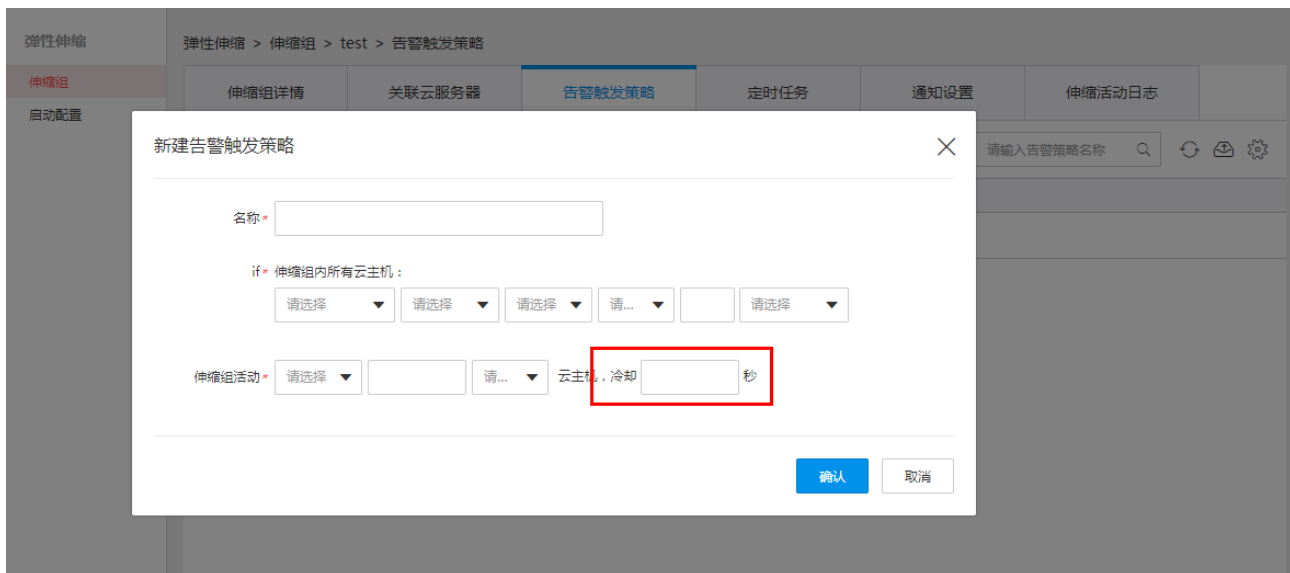 弹性伸缩
弹性伸缩 > 伸缩组 > test > 告警触发策略
伸缩组
启动配置
伸缩组详情 关联云服务器 告警触发策略 定时任务 通知设置 伸缩活动日志
请输入告警策略名称
新建告警触发策略
名称*
if* 伸缩组内所有云主机：
请选择 请选择 请选择 请... 请选择
伸缩组活动* 请选择 请... 云主机，冷却 秒
确认 取消